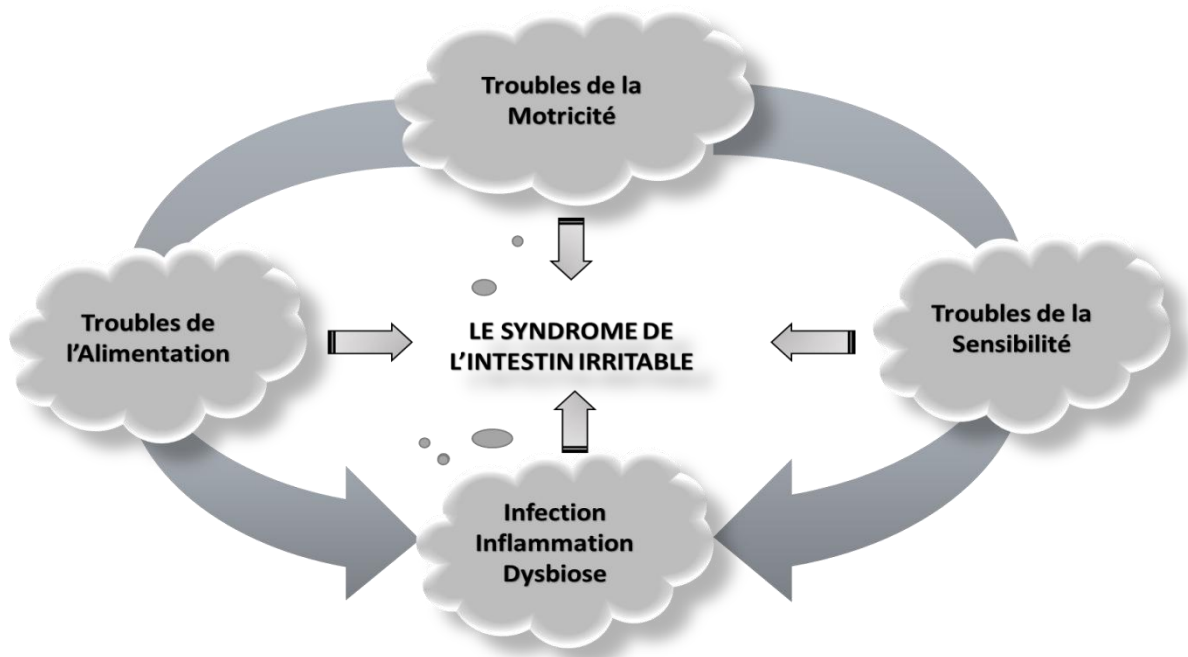 Troubles de la
Motricité
Troubles de
l’Alimentation
LE SYNDROME DE
L’INTESTIN IRRITABLE
Troubles de la
Sensibilité
Infection
Inflammation
Dysbiose